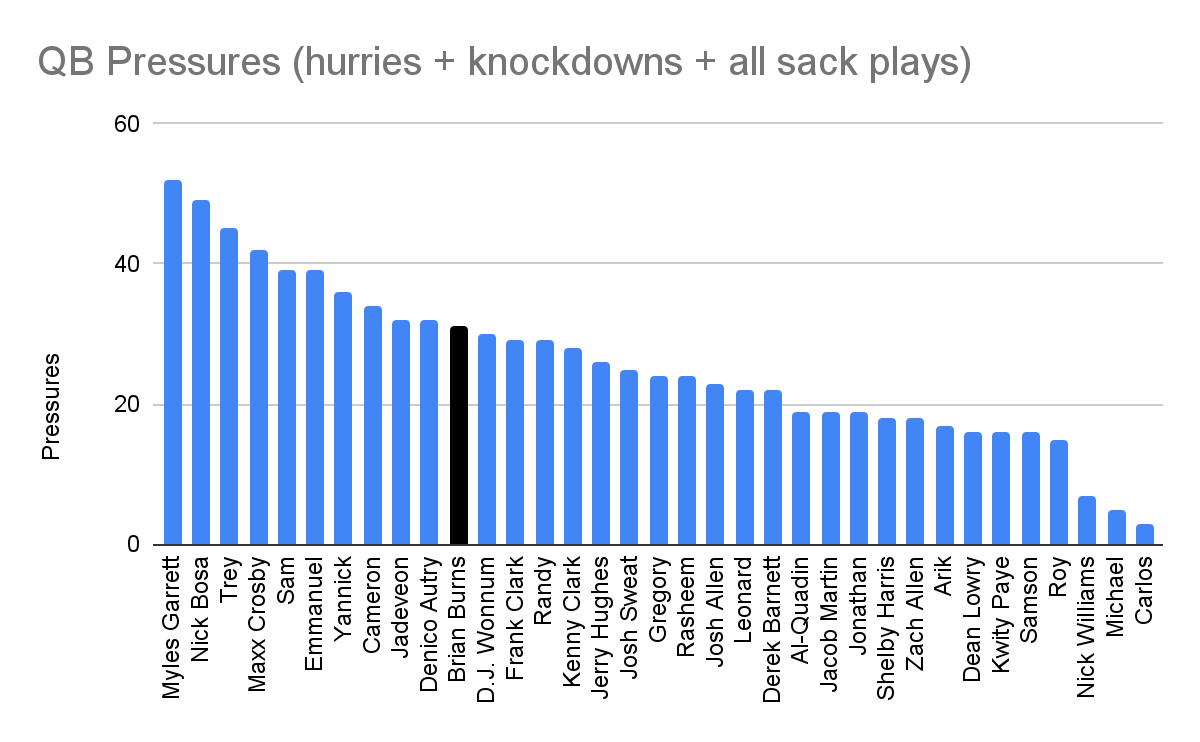 QB Pressures (hurries + knockdowns + all sack plays)
60
40
20
0
Pressures
Myles Garrett
Nick Bosa
Trey
Maxx Crosby
Sam
Emmanuel
Yannick
Cameron
Jadeveon
Denico Autry
Brian Burns
D.J. Wonnum
Frank Clark
Randy
Kenny Clark
Jerry Hughes
Josh Sweat
Gregory
Rasheem
Josh Allen
Leonard
Derek Barnett
Al-Quadin
Jacob Martin
Jonathan
Shelby Harris
Zach Allen
Arik
Dean Lowry
Kwity Paye
Samson
Roy
Nick Williams
Michael
Carlos